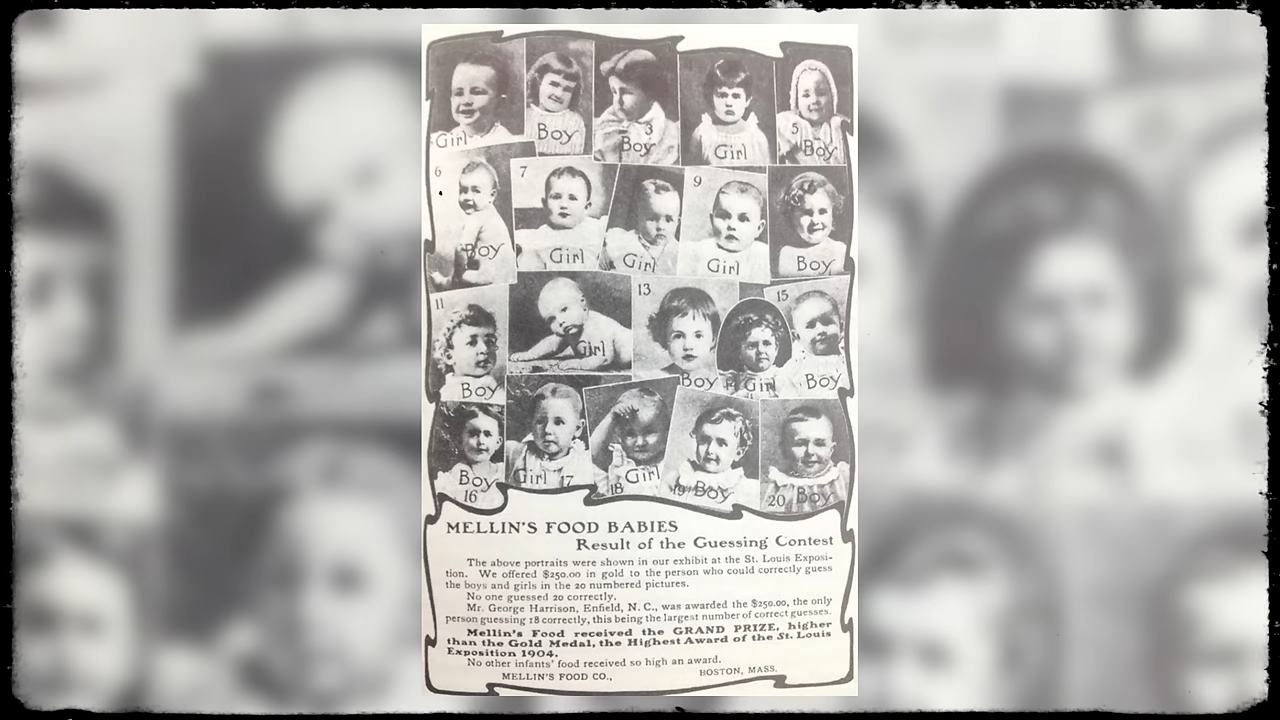 Girl Boy 3 Boy Girl 5 Boy
6 Boy 7 Girl Girl 9 Girl Boy
11 Boy Girl 13 Boy 14 Girl 15 Boy
Boy 16 Girl 17 18 Girl 19 Boy 20 Boy
MELLIN'S FOOD BABIES
Result of the Guessing Contest
The above portraits were shown in our exhibit at the St. Louis Exposi-
tion. We offered $250.00 in gold to the person who could correctly guess
the boys and girls in the 20 numbered pictures.
No one guessed 20 correctly.
Mr. George Harrison, Enfield, N. C., was awarded the $250.00, the only
person guessing 18 correctly, this being the largest number of correct guesses.
Mellin's Food received the GRAND PRIZE, higher
than the Gold Medal, the Highest Award of the St. Louis
Exposition 1904.
No other infants' food received so high an award.
MELLIN'S FOOD CO., BOSTON, MASS.